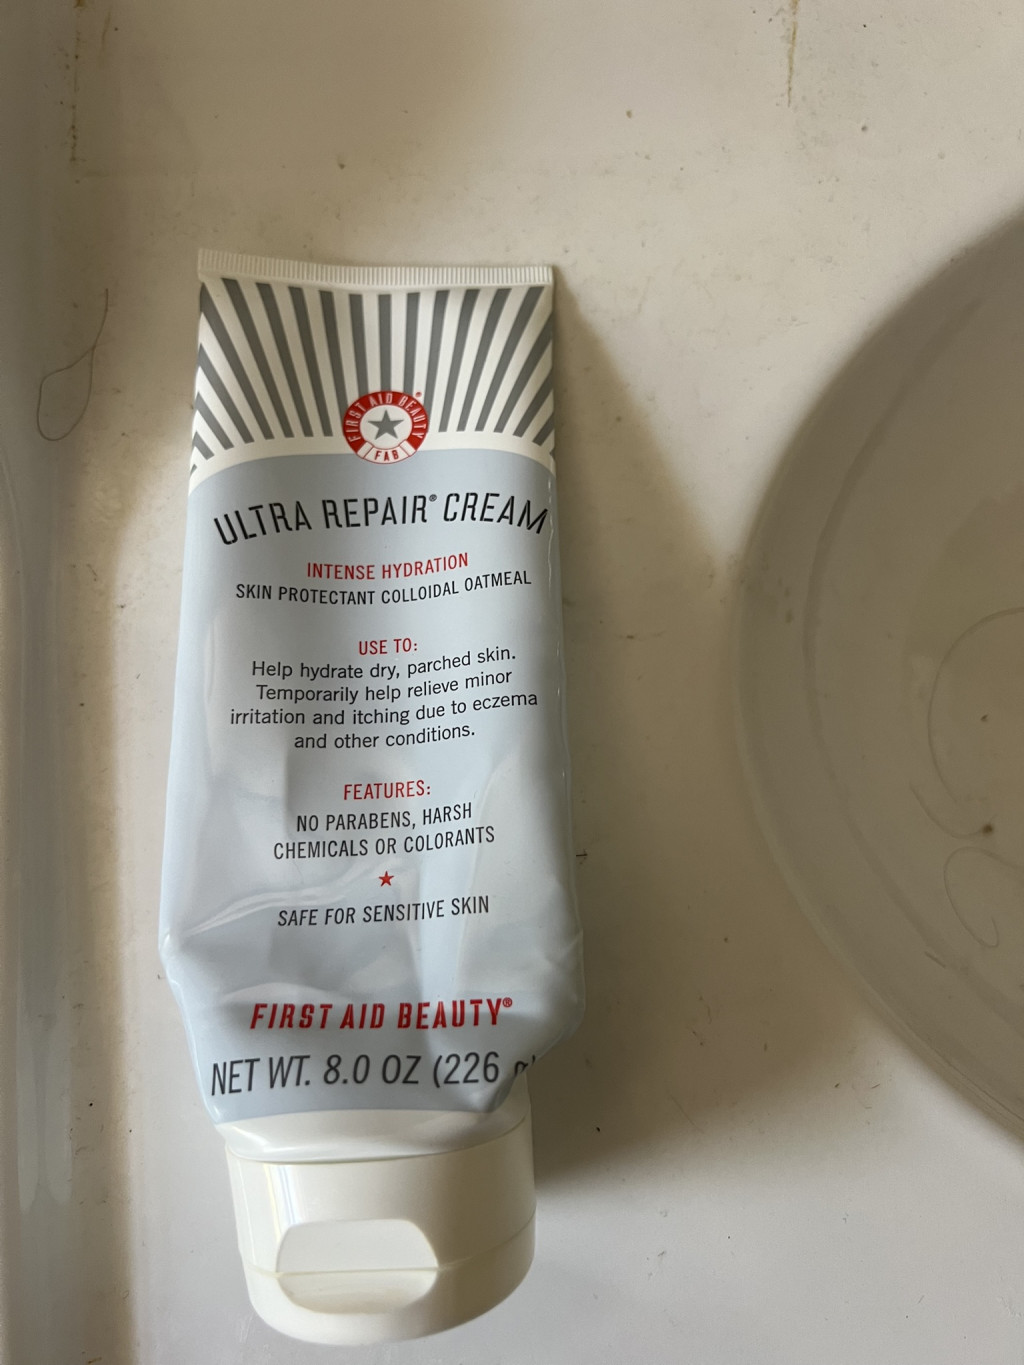 FIRST AID BEAUTY®
FAB
ULTRA REPAIR® CREAM
INTENSE HYDRATION
SKIN PROTECTANT COLLOIDAL OATMEAL
USE TO:
Help hydrate dry, parched skin.
Temporarily help relieve minor
irritation and itching due to eczema
and other conditions.
FEATURES:
NO PARABENS, HARSH
CHEMICALS OR COLORANTS
SAFE FOR SENSITIVE SKIN
FIRST AID BEAUTY®
NET WT. 8.0 OZ (226 g